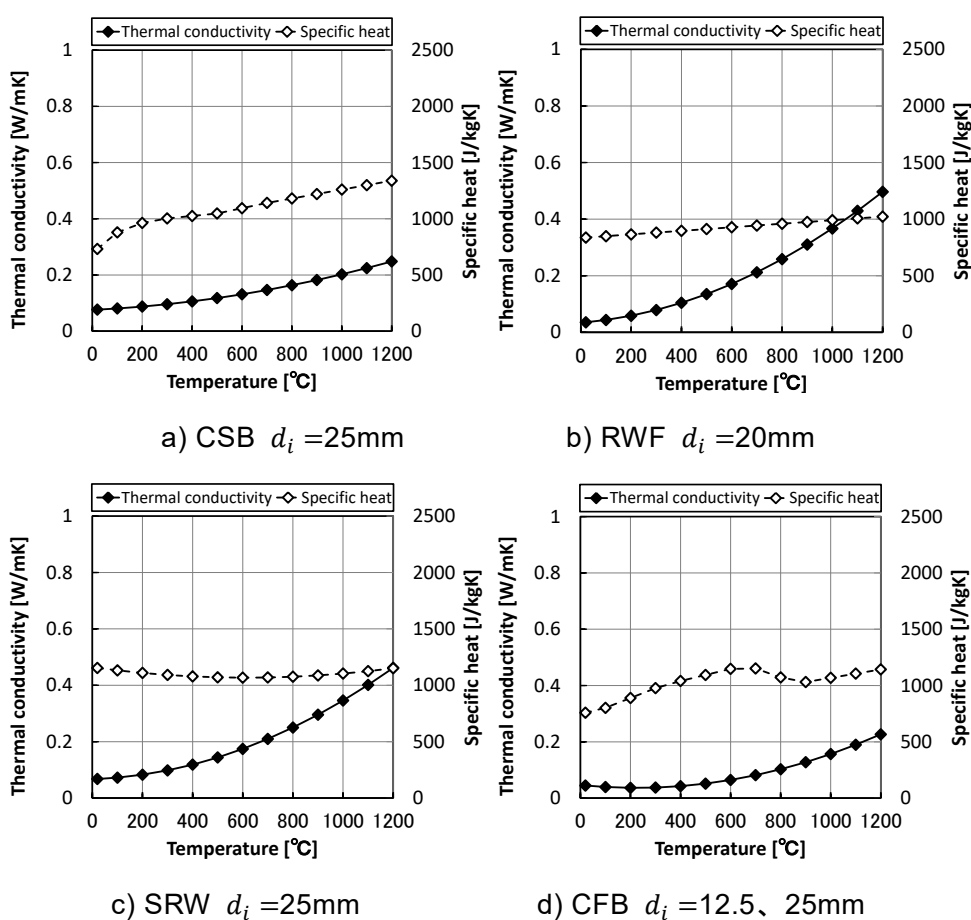 Thermal conductivity Specific heat
Thermal conductivity [W/mK]
1
0.8
0.6
0.4
0.2
0
2500
2000
1500
1000
500
0
Specific heat [J/kgK]
0 200 400 600 800 1000 1200
Temperature [℃]
a) CSB d_i =25mm
Thermal conductivity Specific heat
Thermal conductivity [W/mK]
1
0.8
0.6
0.4
0.2
0
2500
2000
1500
1000
500
0
Specific heat [J/kgK]
0 200 400 600 800 1000 1200
Temperature [℃]
b) RWF d_i =20mm
Thermal conductivity Specific heat
Thermal conductivity [W/mK]
1
0.8
0.6
0.4
0.2
0
2500
2000
1500
1000
500
0
Specific heat [J/kgK]
0 200 400 600 800 1000 1200
Temperature [℃]
c) SRW d_i =25mm
Thermal conductivity Specific heat
Thermal conductivity [W/mK]
1
0.8
0.6
0.4
0.2
0
2500
2000
1500
1000
500
0
Specific heat [J/kgK]
0 200 400 600 800 1000 1200
Temperature [℃]
d) CFB d_i =12.5、25mm